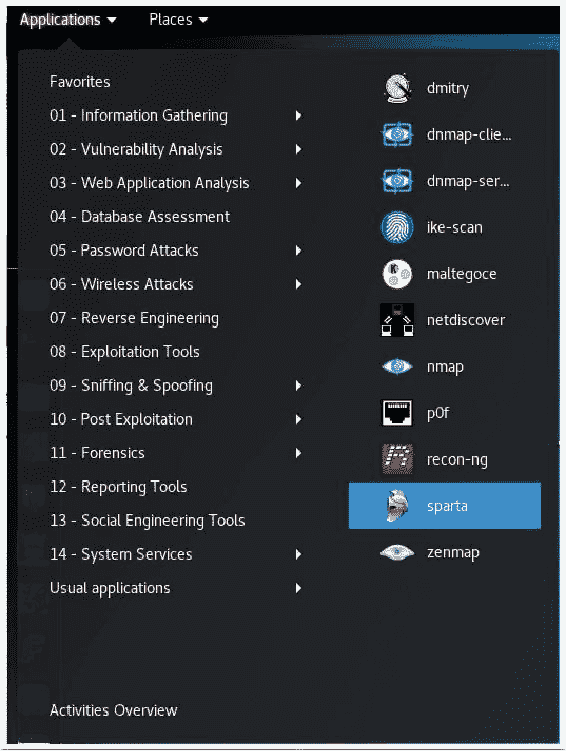 Applications Places
Favorites
01 - Information Gathering
02 - Vulnerability Analysis
03 - Web Application Analysis
04 - Database Assessment
05 - Password Attacks
06 - Wireless Attacks
07 - Reverse Engineering
08 - Exploitation Tools
09 - Sniffing & Spoofing
10 - Post Exploitation
11 - Forensics
12 - Reporting Tools
13 - Social Engineering Tools
14 - System Services
Usual applications
Activities Overview
dmitry
dnmap-clie...
dnmap-ser...
ike-scan
maltegoce
netdiscover
nmap
p0f
recon-ng
sparta
zenmap